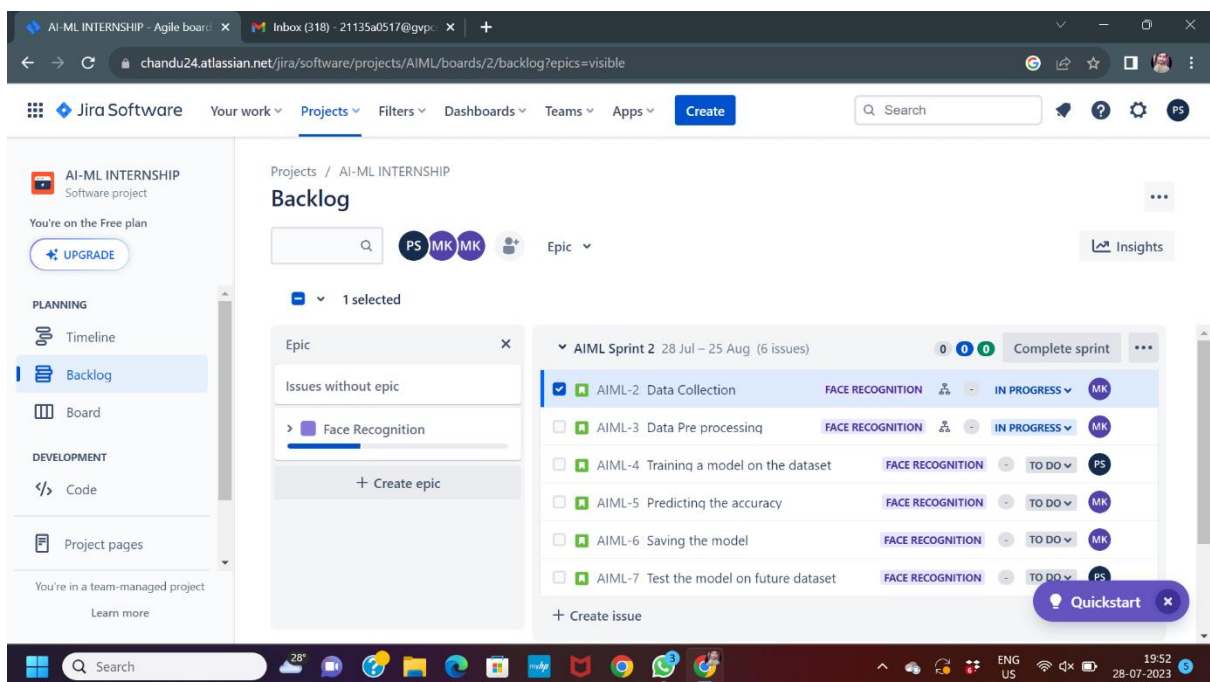 AI-ML INTERNSHIP - Agile board
Inbox (318) - 21135a0517@gvpc
chandu24.atlassian.net/jira/software/projects/AIML/boards/2/backlog?epics=visible
Jira Software Your work Projects Filters Dashboards Teams Apps Create Search PS
AI-ML INTERNSHIP
Software project
You're on the Free plan
UPGRADE
PLANNING
Timeline
Backlog
Board
DEVELOPMENT
Code
Project pages
You're in a team-managed project
Learn more
Projects / AI-ML INTERNSHIP
Backlog
PS MK MK Epic Insights
1 selected
Epic
Issues without epic
Face Recognition
+ Create epic
AIML Sprint 2 28 Jul – 25 Aug (6 issues) 0 0 0 Complete sprint
AIML-2 Data Collection FACE RECOGNITION - IN PROGRESS MK
AIML-3 Data Pre processing FACE RECOGNITION - IN PROGRESS MK
AIML-4 Training a model on the dataset FACE RECOGNITION - TO DO PS
AIML-5 Predicting the accuracy FACE RECOGNITION - TO DO MK
AIML-6 Saving the model FACE RECOGNITION - TO DO MK
AIML-7 Test the model on future dataset FACE RECOGNITION - TO DO PS
+ Create issue
Quickstart
Search 28° myhp 3 ENG 19:52
US 28-07-2023 5